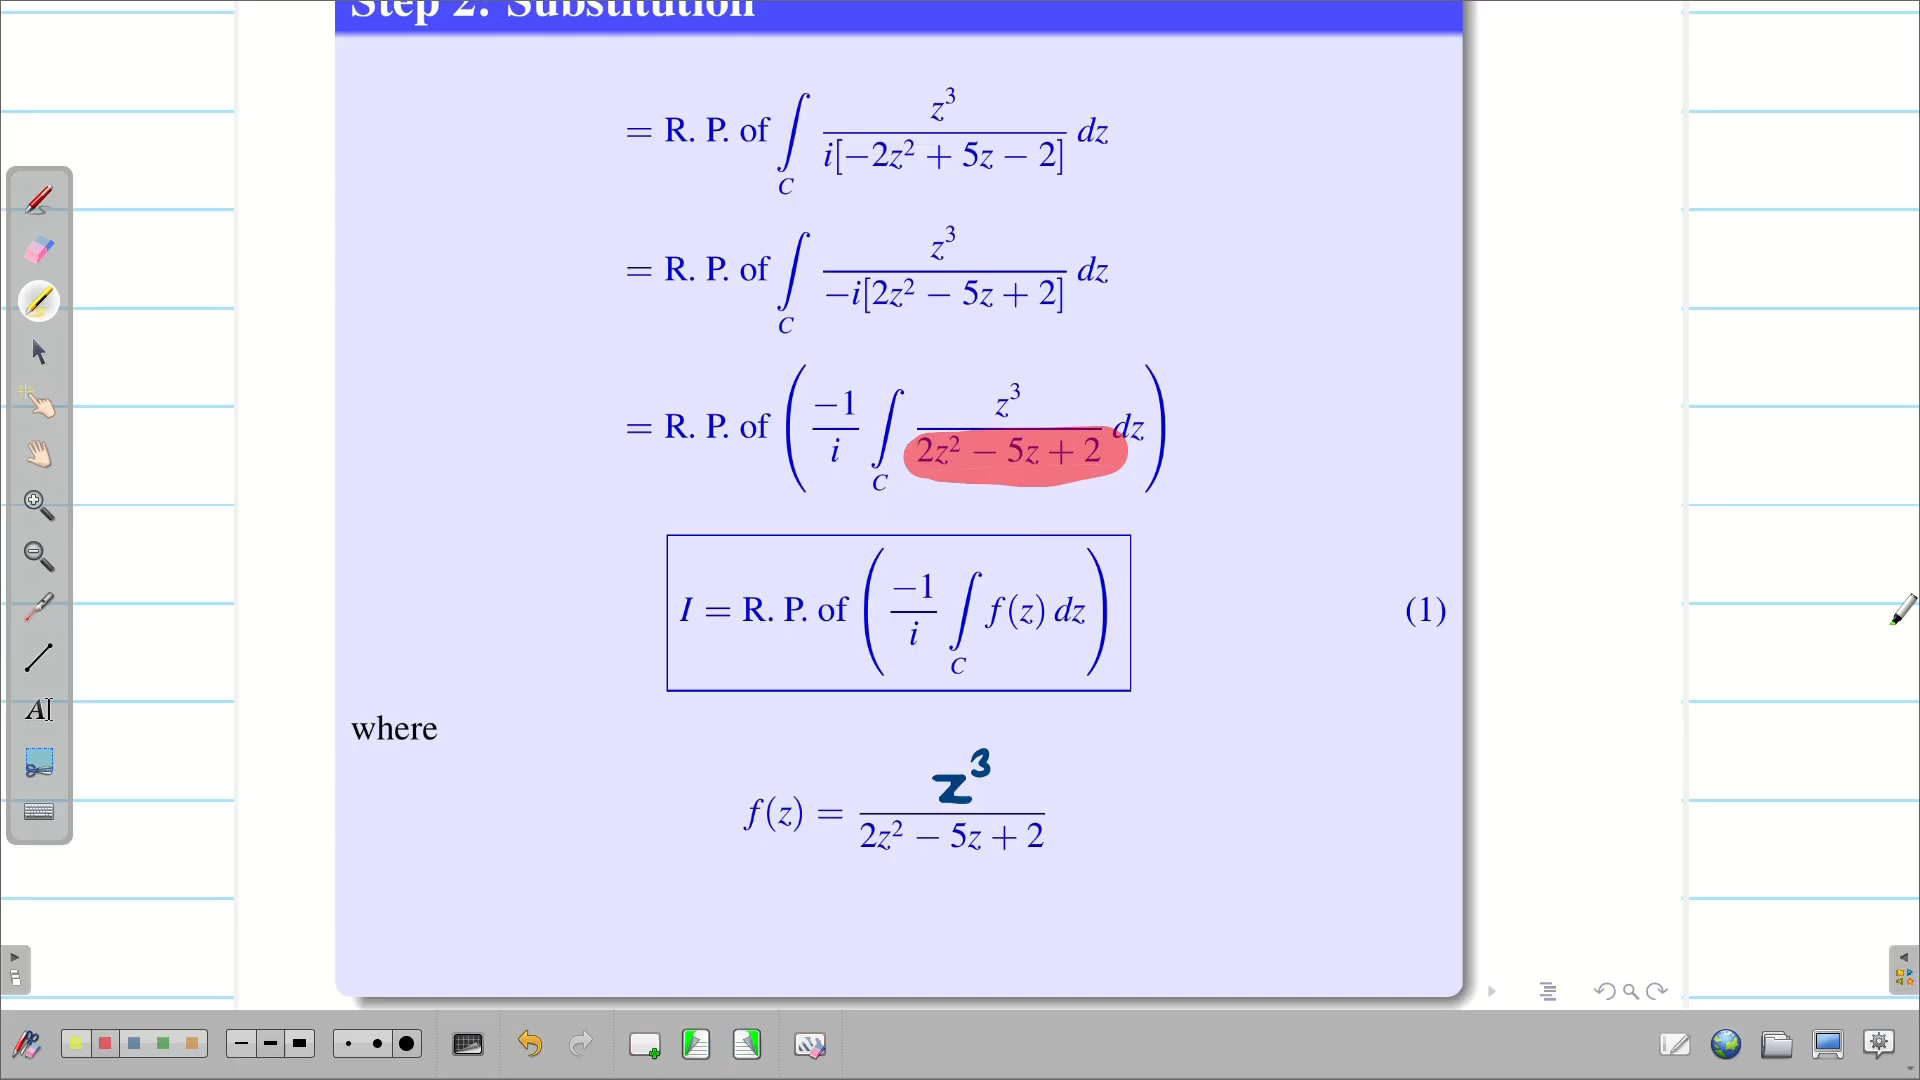 Step 2: Substitution
= R. P. of ∫_C z^3 / i[−2z^2 + 5z − 2] dz
= R. P. of ∫_C z^3 / −i[2z^2 − 5z + 2] dz
= R. P. of ( −1/i ∫_C z^3 / 2z^2 − 5z + 2 dz )
I = R. P. of ( −1/i ∫_C f(z) dz ) (1)
where
f(z) = z^3 / 2z^2 − 5z + 2